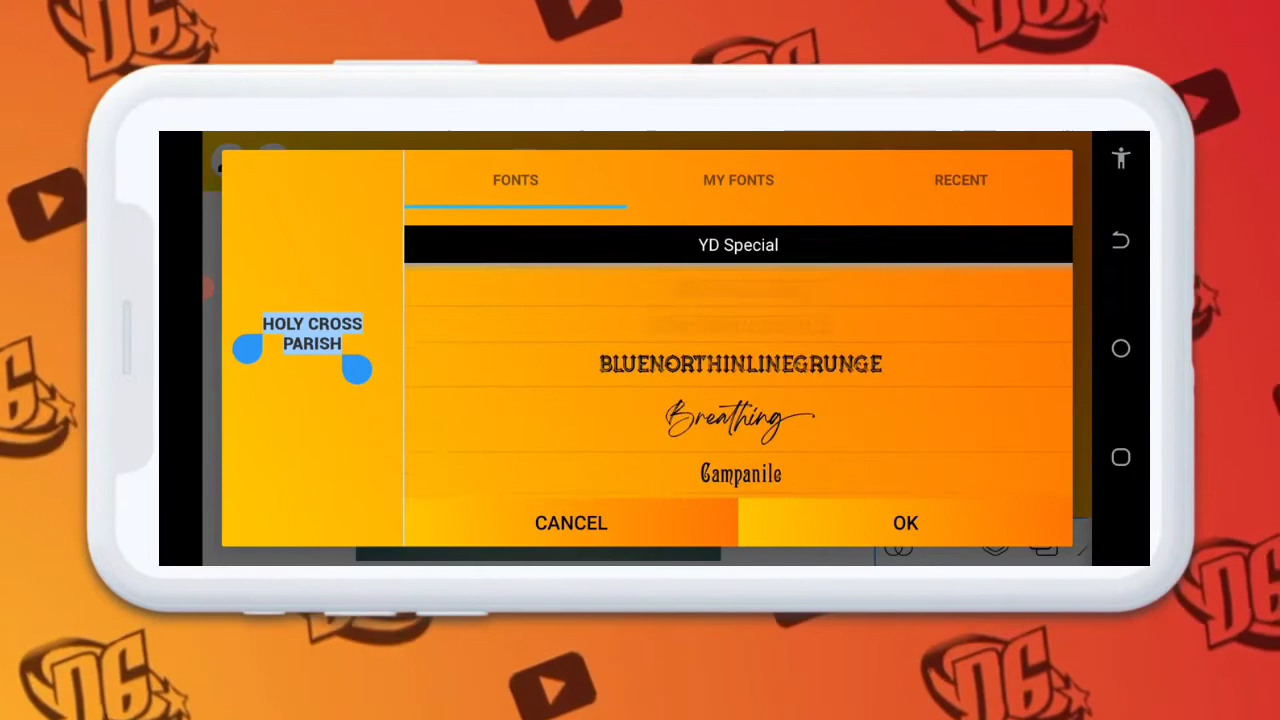 FONTS
MY FONTS
RECENT
YD Special
HOLY CROSS
PARISH
BLUENORTHINLINEGRUNGE
Breathing
Campanile
CANCEL
OK